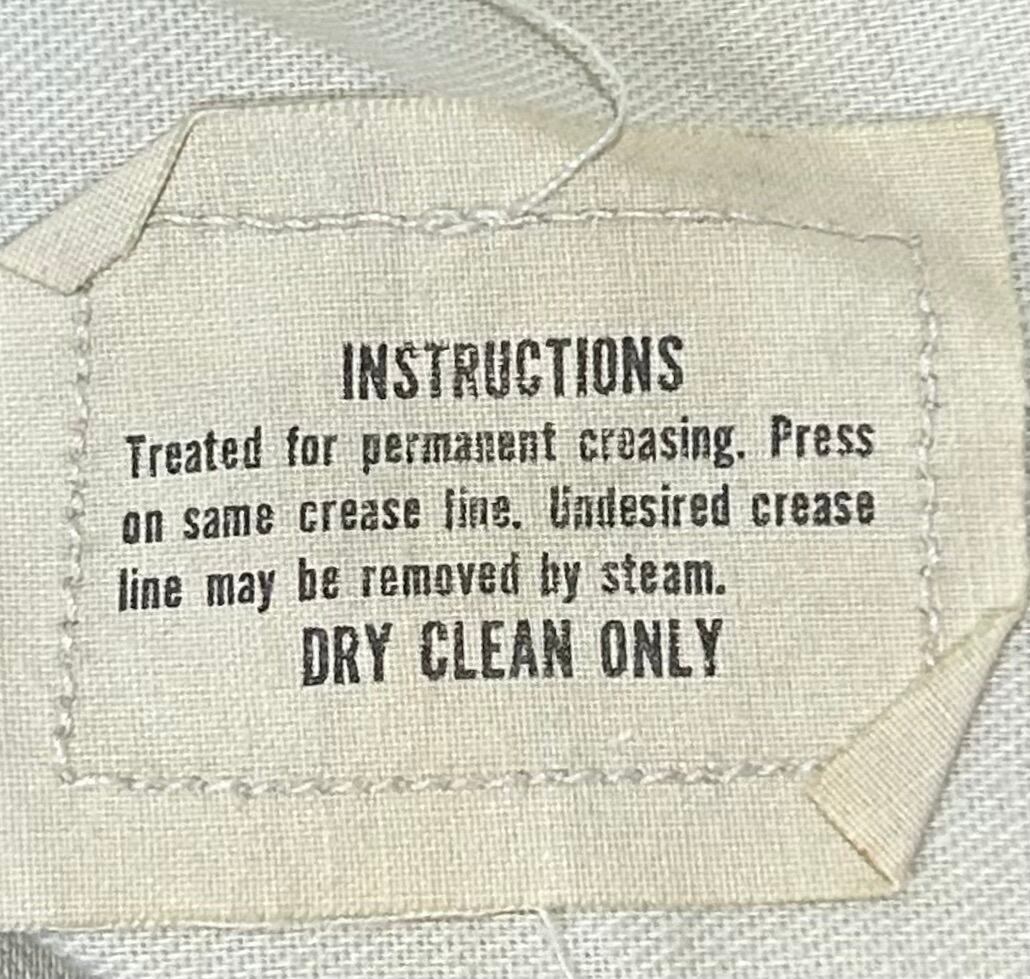 INSTRUCTIONS
Treated for permanent creasing. Press
on same crease line. Undesired crease
line may be removed by steam.
DRY CLEAN ONLY